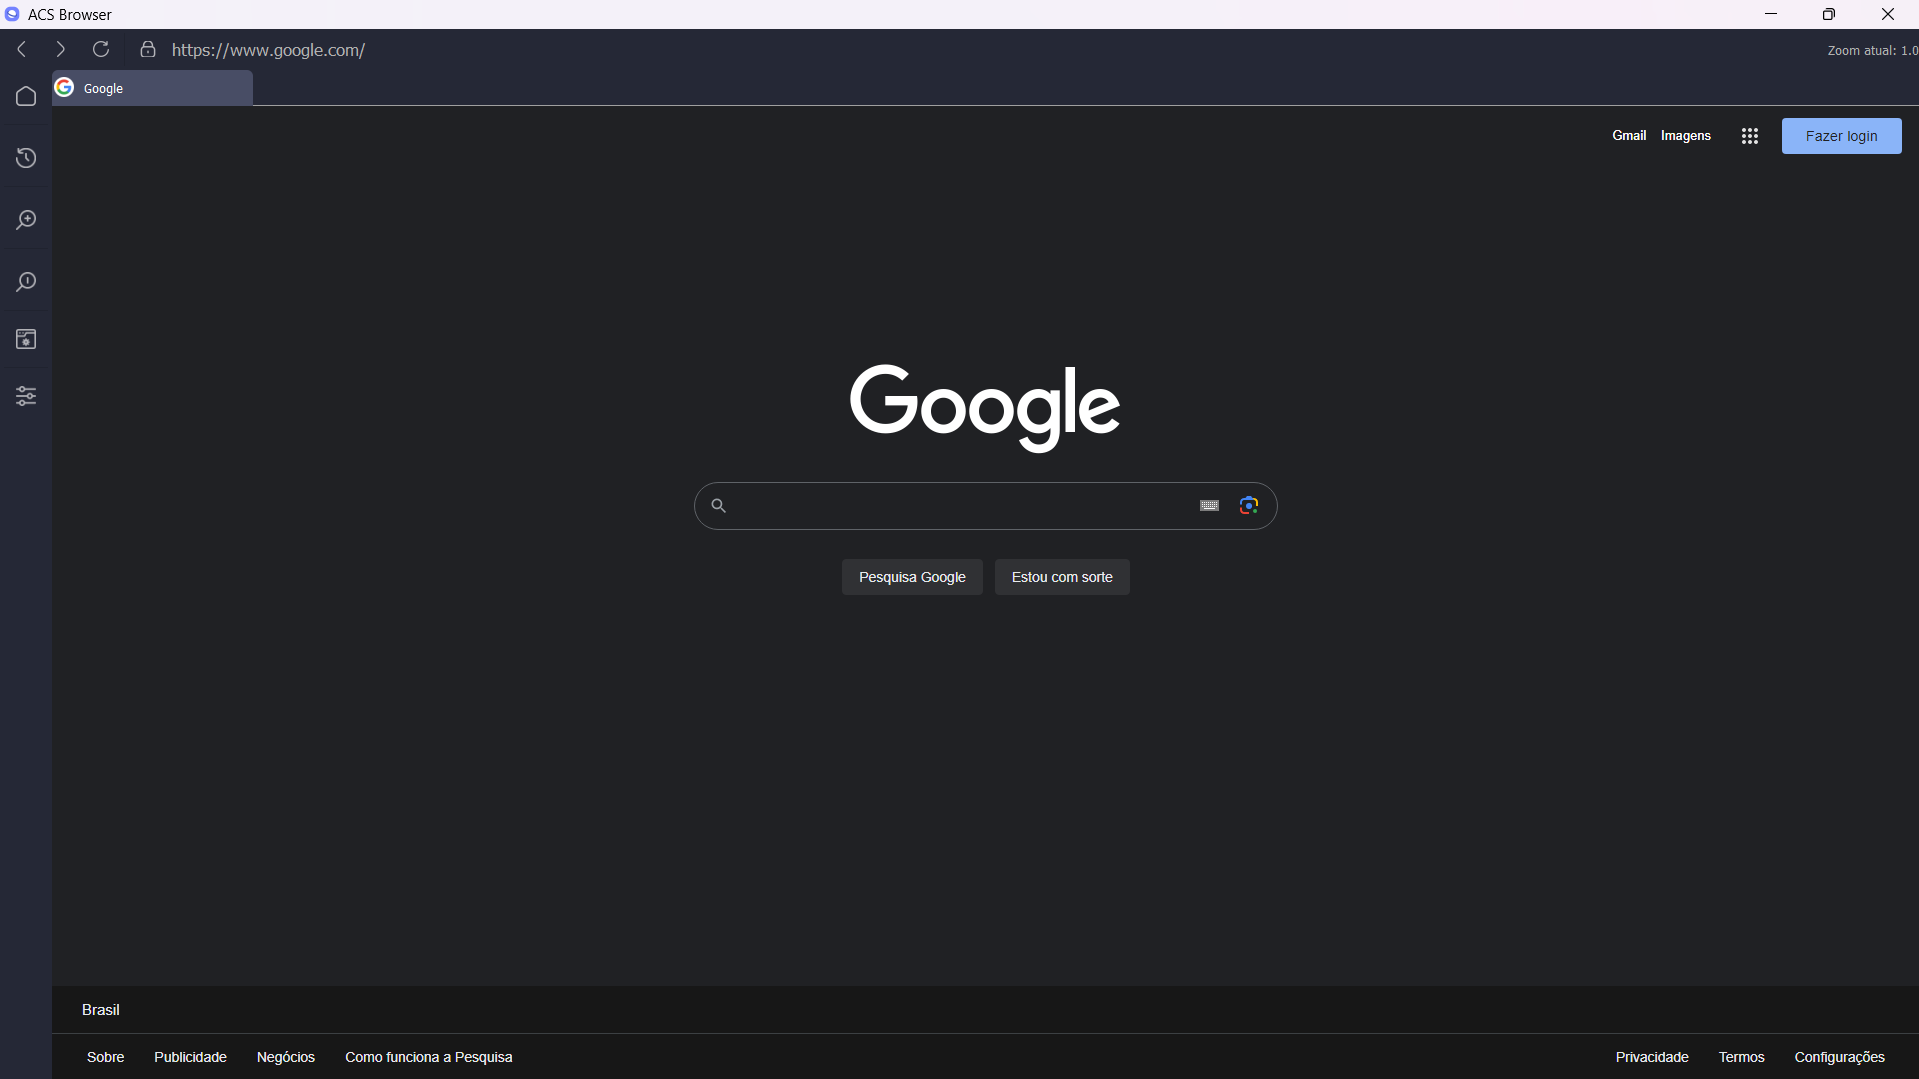 ACS Browser
https://www.google.com/
Zoom atual: 1.0
Google
Gmail Imagens Fazer login
Google
Pesquisa Google Estou com sorte
Brasil
Sobre Publicidade Negócios Como funciona a Pesquisa Privacidade Termos Configurações